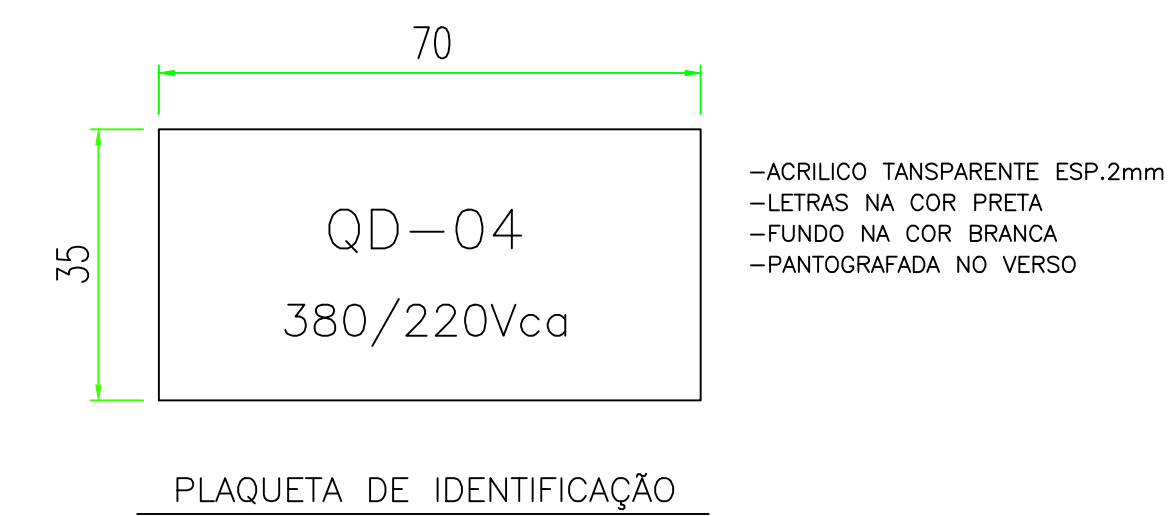 70
35
QD-04
380/220Vca
-ACRILICO TANSPARENTE ESP.2mm
-LETRAS NA COR PRETA
-FUNDO NA COR BRANCA
-PANTOGRAFADA NO VERSO
PLAQUETA DE IDENTIFICAÇÃO